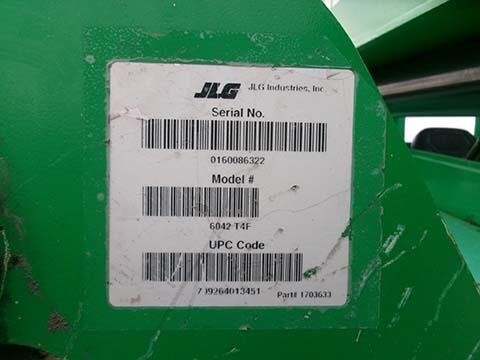 JLG JLG Industries, Inc.
Serial No.
0160086322
Model #
6042 T4F
UPC Code
709264013451 Part# 1703633